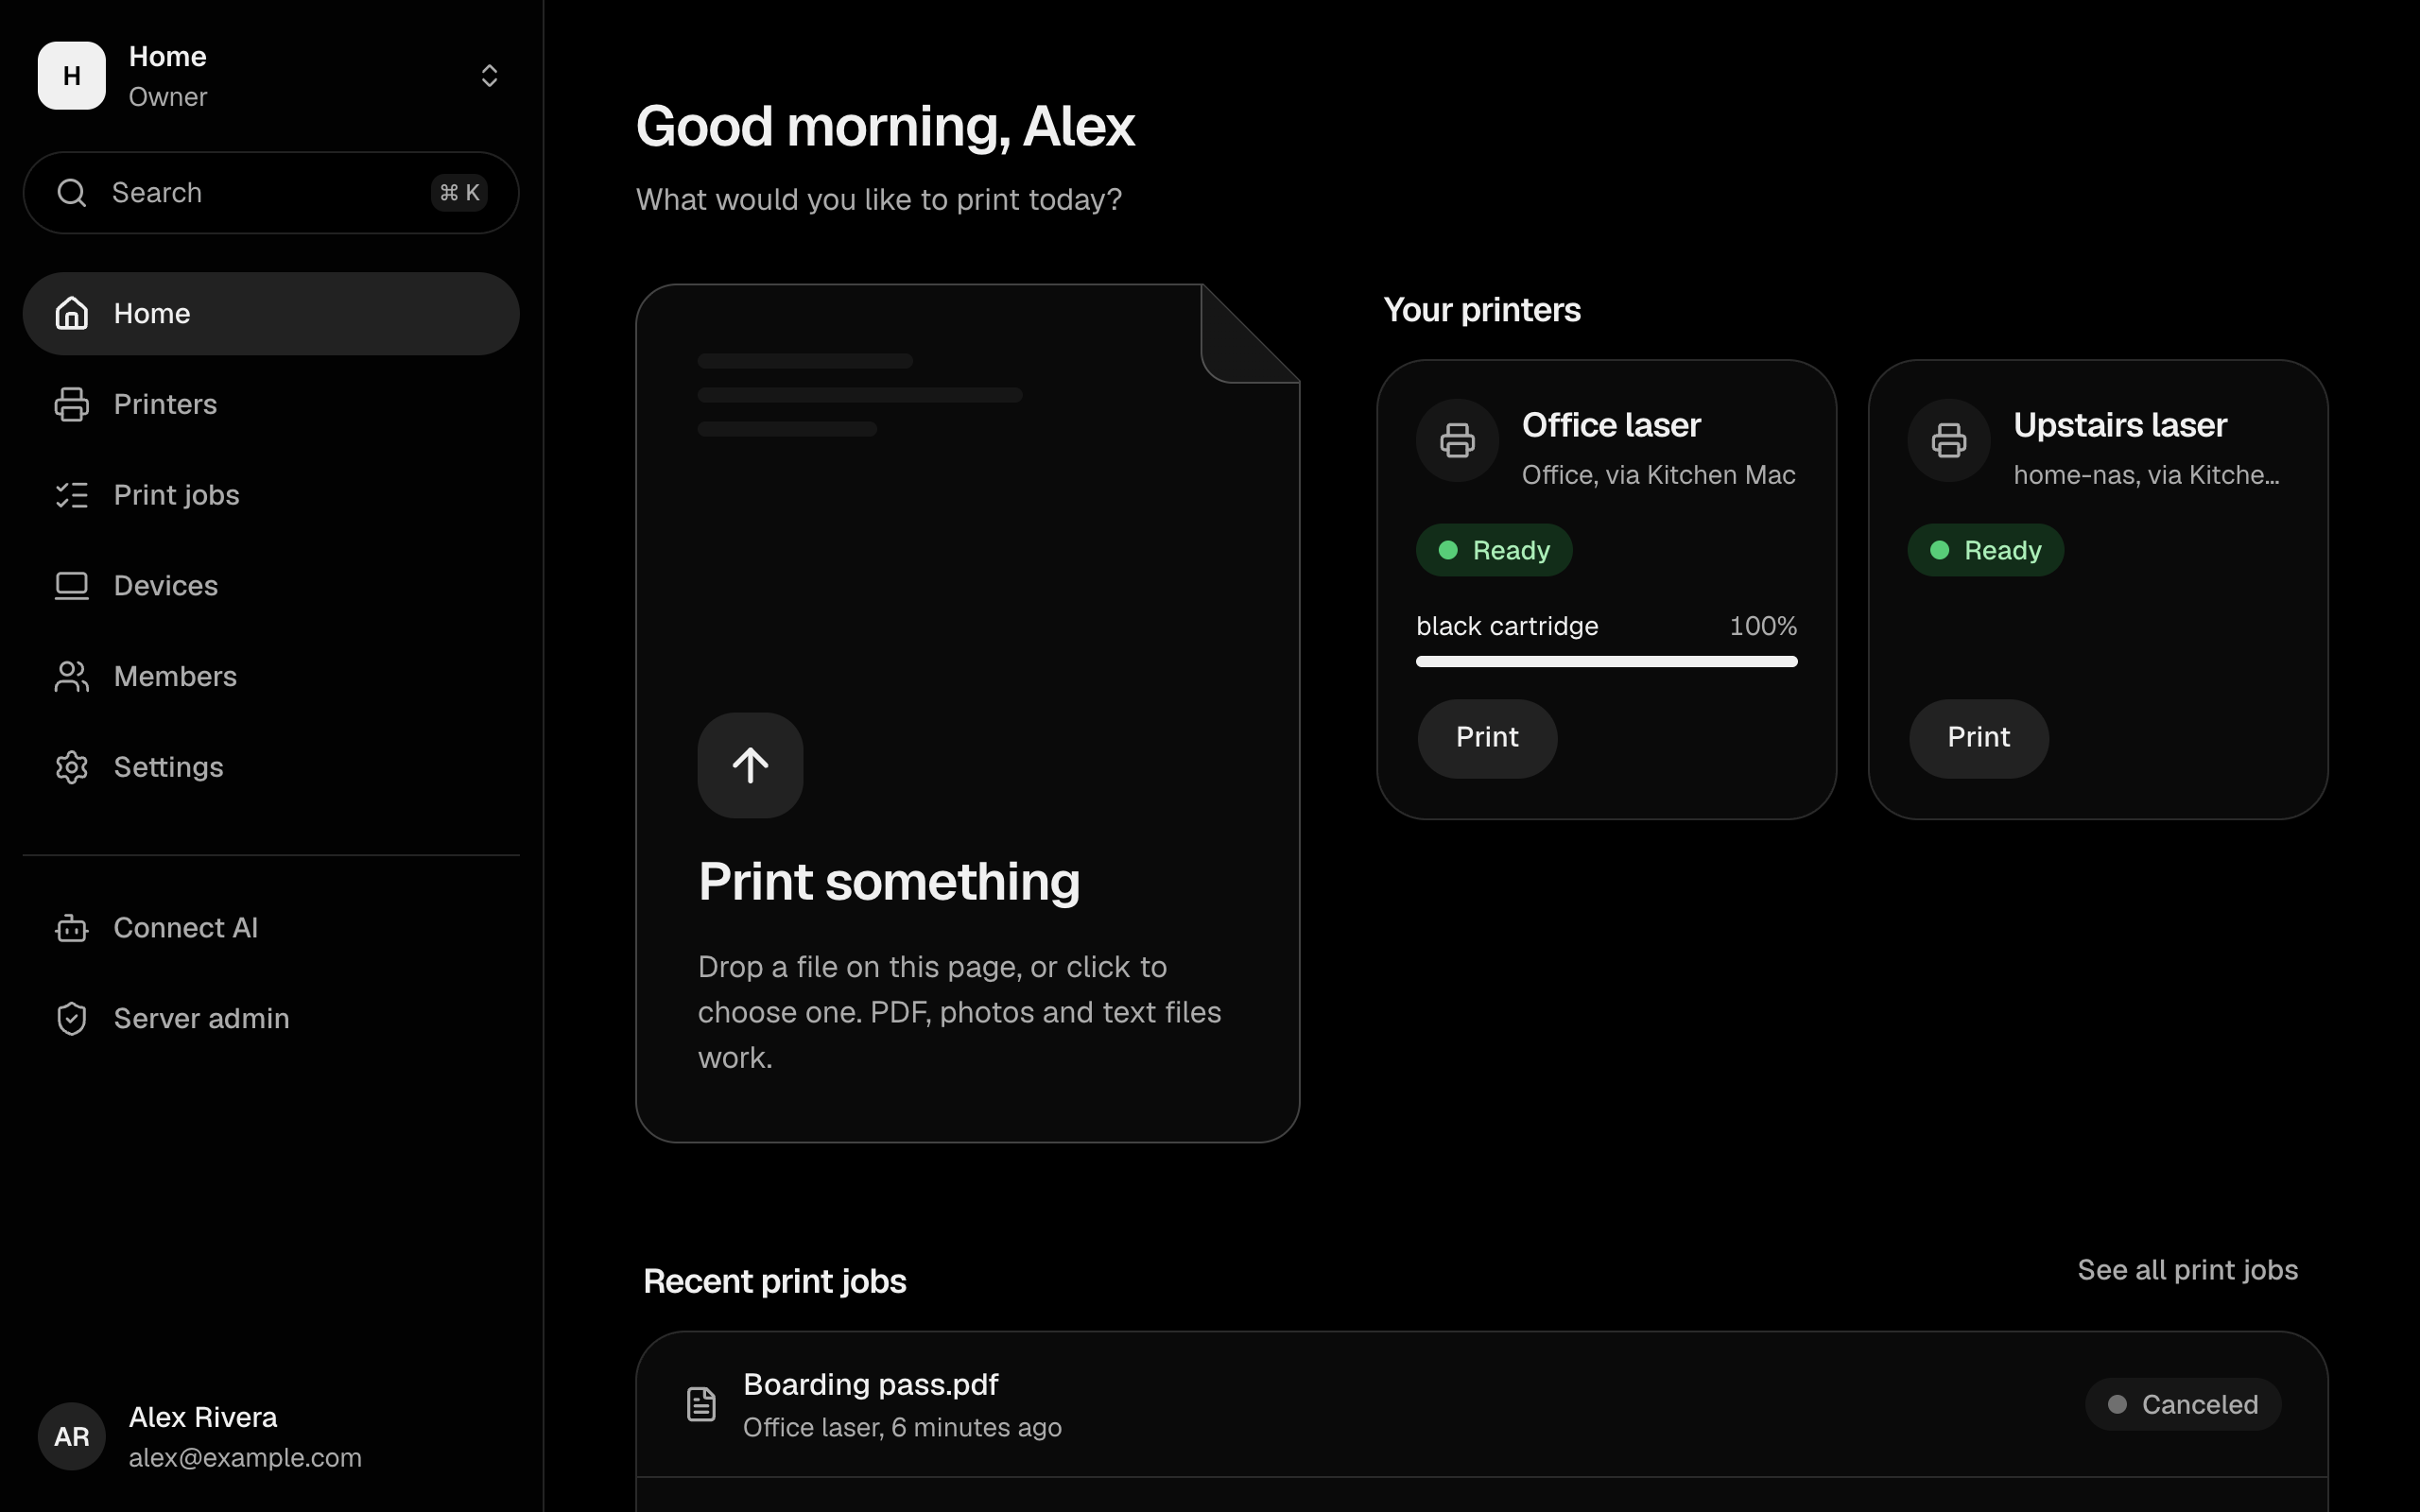 H
Home
Owner
Search
⌘ K
Home
Printers
Print jobs
Devices
Members
Settings
Connect AI
Server admin
AR
Alex Rivera
alex@example.com
Good morning, Alex
What would you like to print today?
Print something
Drop a file on this page, or click to
choose one. PDF, photos and text files
work.
Your printers
Office laser
Office, via Kitchen Mac
Ready
black cartridge 100%
Print
Upstairs laser
home-nas, via Kitche...
Ready
Print
Recent print jobs
See all print jobs
Boarding pass.pdf
Office laser, 6 minutes ago
Canceled